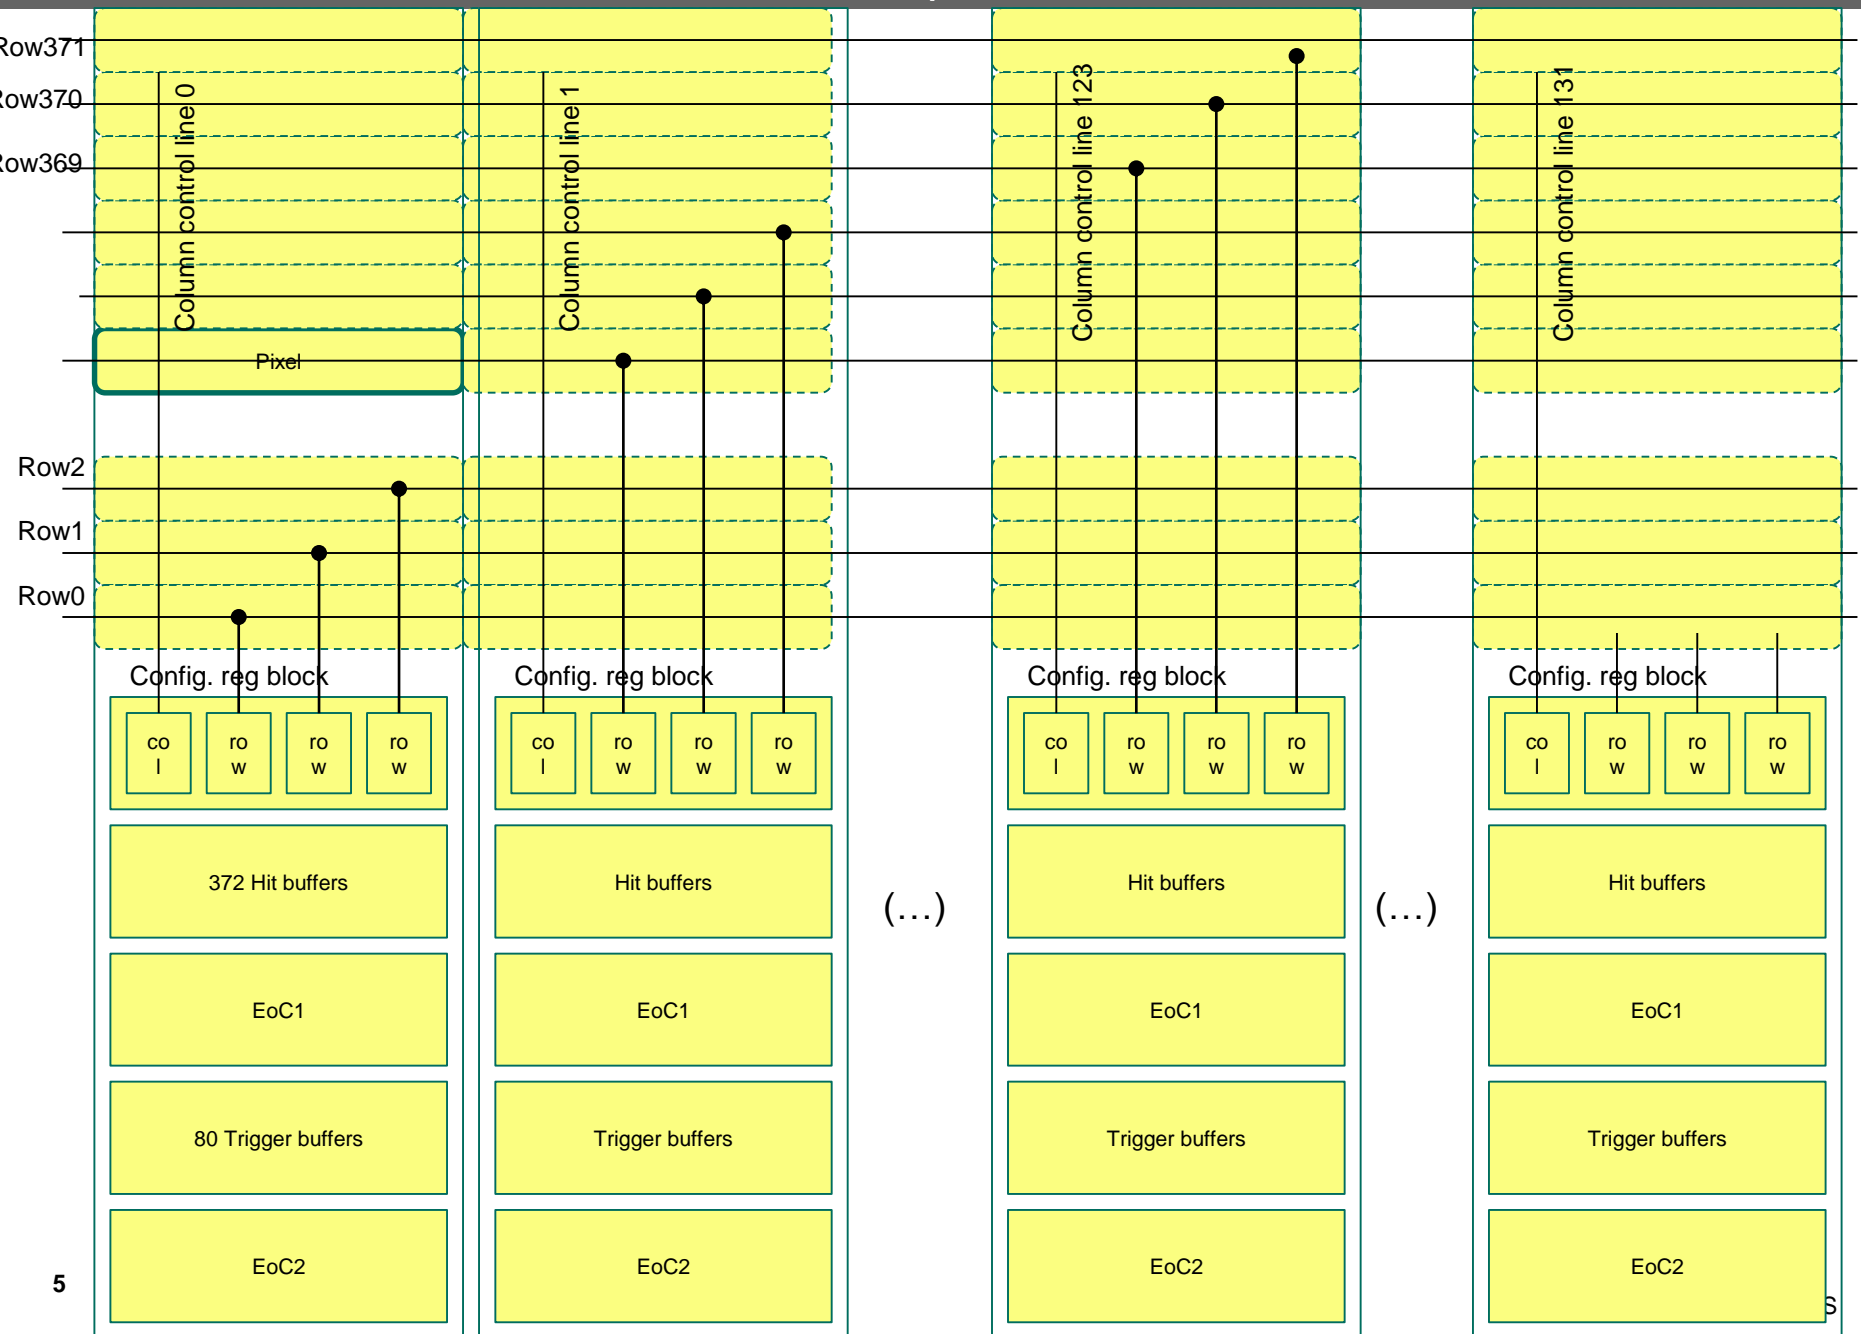 Row371
Row370
Row369
Column control line 0
Column control line 1
Column control line 123
Column control line 131
Pixel
Row2
Row1
Row0
Config. reg block
Config. reg block
Config. reg block
Config. reg block
co
l
ro
w
ro
w
ro
w
co
l
ro
w
ro
w
ro
w
co
l
ro
w
ro
w
ro
w
co
l
ro
w
ro
w
ro
w
372 Hit buffers
Hit buffers
(…)
Hit buffers
(…)
Hit buffers
EoC1
EoC1
EoC1
EoC1
80 Trigger buffers
Trigger buffers
Trigger buffers
Trigger buffers
EoC2
EoC2
EoC2
EoC2
5
S